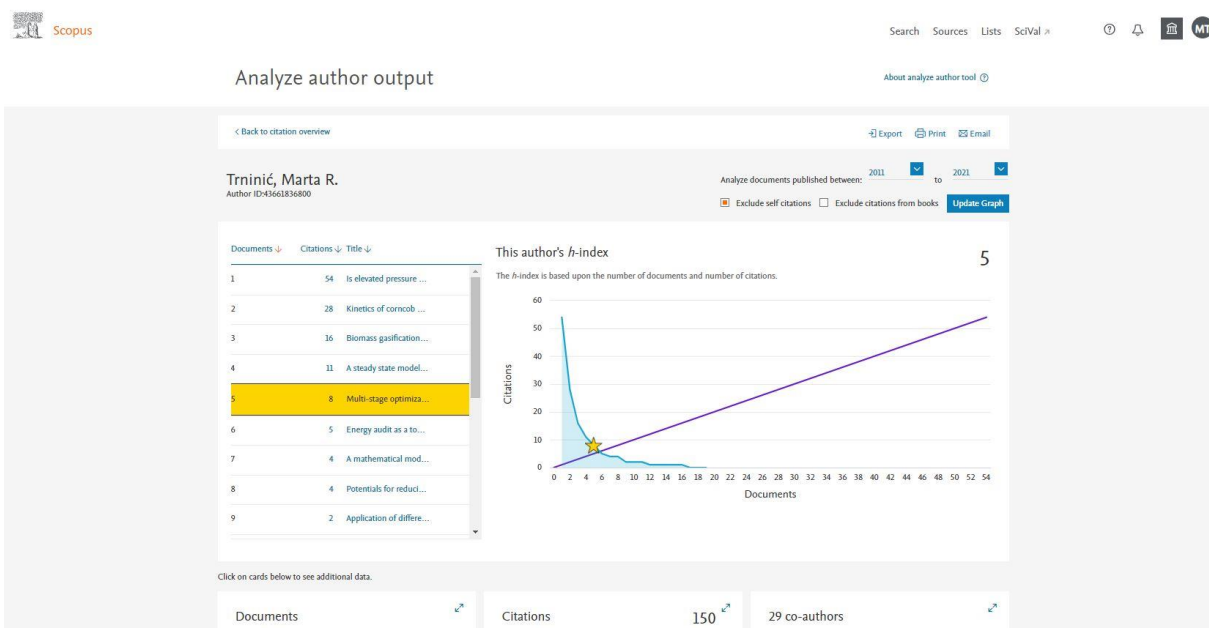 Scopus
Search Sources Lists SciVal ↗
MT
Analyze author output
About analyze author tool
< Back to citation overview
Export Print Email
Trninić, Marta R.
Author ID:43661836800
Analyze documents published between: 2011 to 2021
Exclude self citations Exclude citations from books Update Graph
Documents ↓ Citations ↓ Title ↓
1 54 Is elevated pressure ...
2 28 Kinetics of corncob ...
3 16 Biomass gasification...
4 11 A steady state model...
5 8 Multi-stage optimiza...
6 5 Energy audit as a to...
7 4 A mathematical mod...
8 4 Potentials for reduci...
9 2 Application of differe...
This author's h-index
5
The h-index is based upon the number of documents and number of citations.
60
50
40
30
20
10
0
Citations
0 2 4 6 8 10 12 14 16 18 20 22 24 26 28 30 32 34 36 38 40 42 44 46 48 50 52 54
Documents
Click on cards below to see additional data.
Documents
Citations 150
29 co-authors